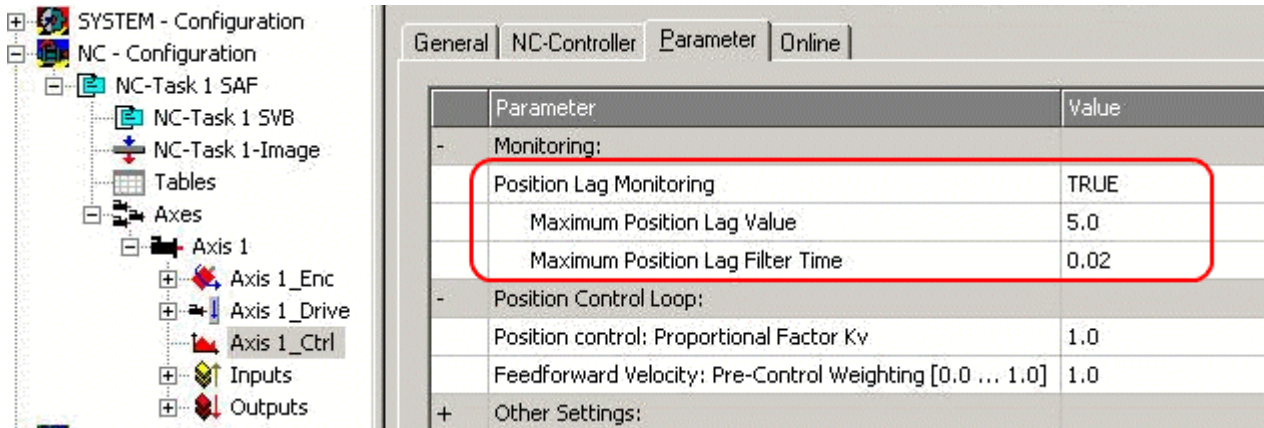 SYSTEM - Configuration
NC - Configuration
NC-Task 1 SAF
NC-Task 1 SVB
NC-Task 1-Image
Tables
Axes
Axis 1
Axis 1_Enc
Axis 1_Drive
Axis 1_Ctrl
Inputs
Outputs
General NC-Controller Parameter Online
Parameter Value
- Monitoring:
Position Lag Monitoring TRUE
Maximum Position Lag Value 5.0
Maximum Position Lag Filter Time 0.02
- Position Control Loop:
Position control: Proportional Factor Kv 1.0
Feedforward Velocity: Pre-Control Weighting [0.0 ... 1.0] 1.0
+ Other Settings: